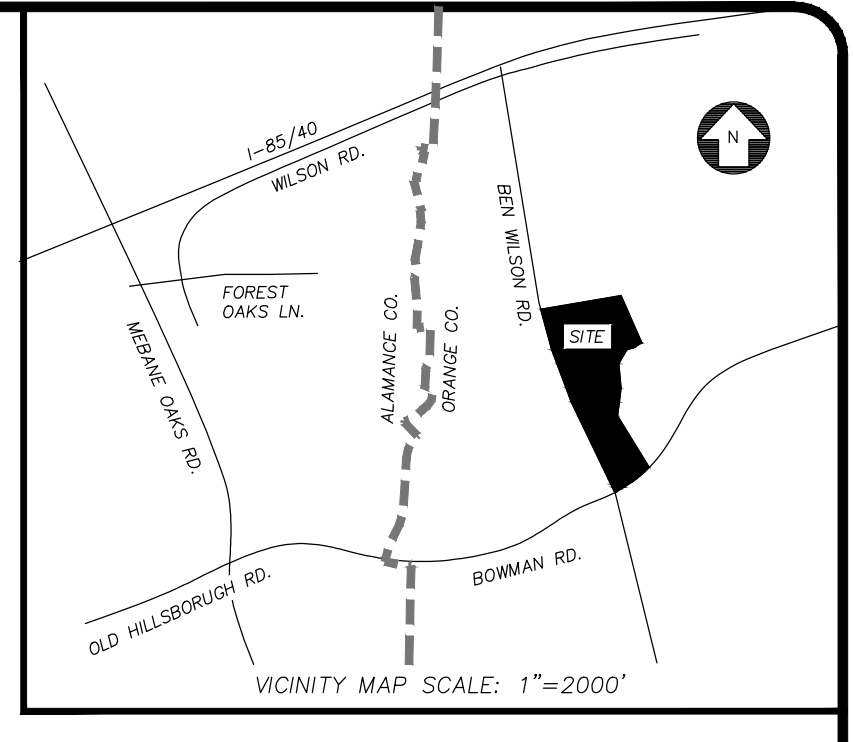 I-85/40
WILSON RD.
N
BEN WILSON RD.
FOREST
OAKS LN.
ALAMANCE CO.
ORANGE CO.
SITE
MEBANE OAKS RD.
BOWMAN RD.
OLD HILLSBORUGH RD.
VICINITY MAP SCALE: 1"=2000'